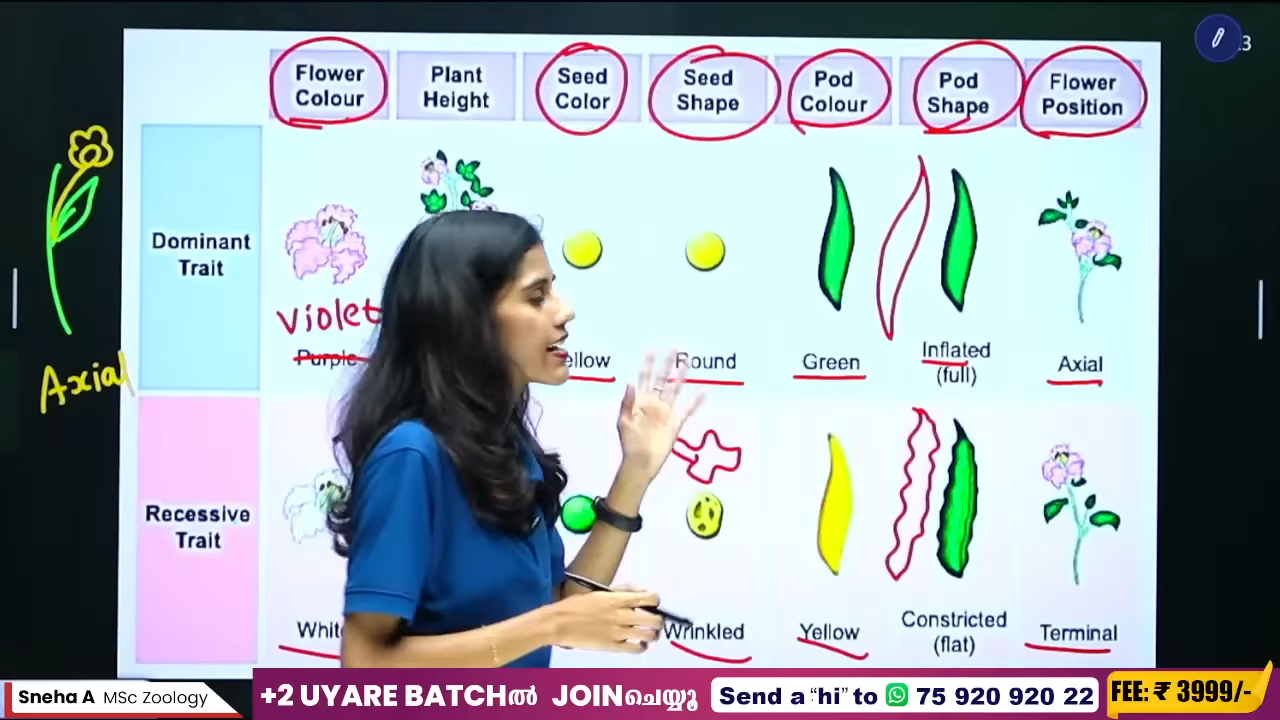 3
Flower
Colour
Plant
Height
Seed
Color
Seed
Shape
Pod
Colour
Pod
Shape
Flower
Position
Dominant
Trait
Violet
Purple
ellow
Round
Green
Inflated
(full)
Axial
Axial
Recessive
Trait
Whit
Wrinkled
Yellow
Constricted
(flat)
Terminal
Sneha A MSc Zoology
+2 UYARE BATCHൽ JOINചെയ്യൂ
Send a “hi” to 75 920 920 22
FEE: ₹ 3999/-